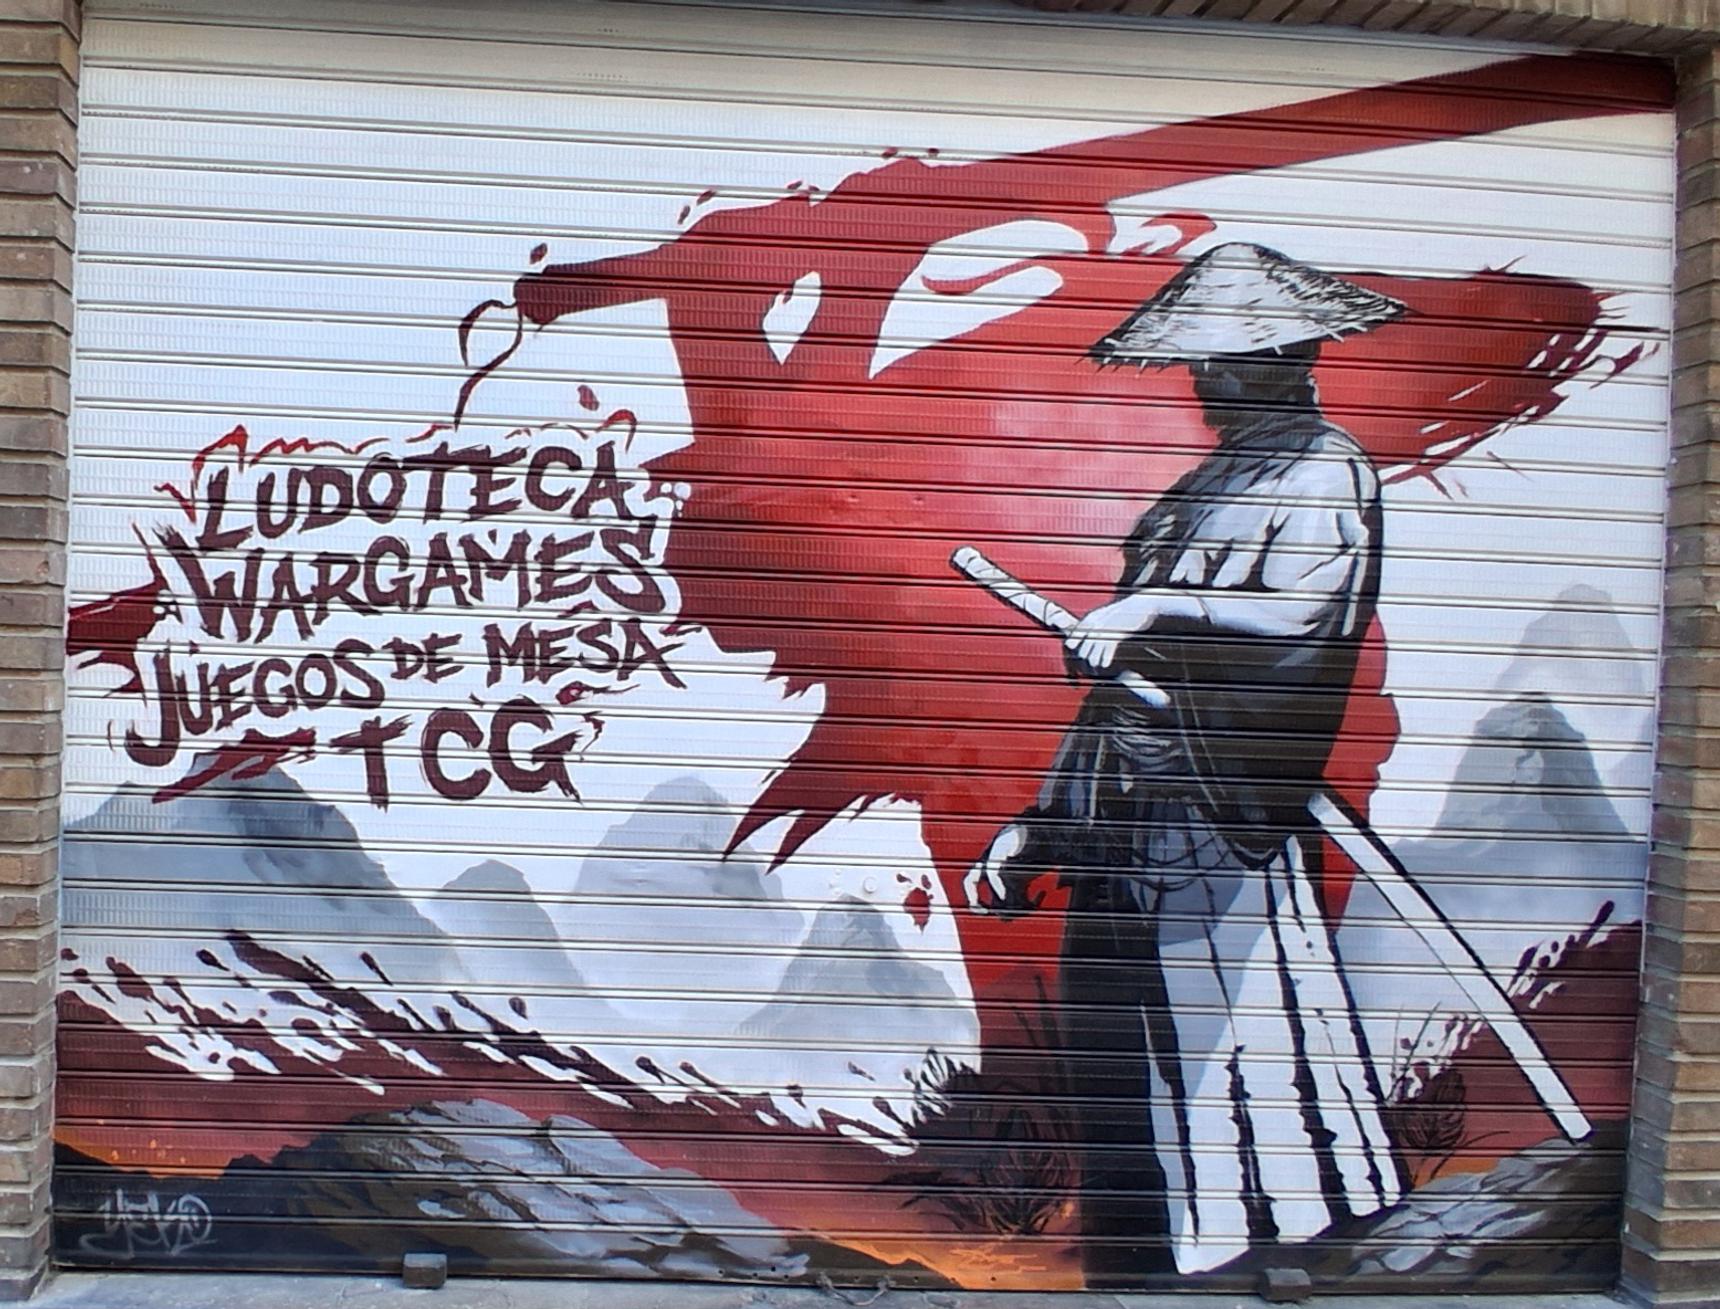 LUDOTECA
WARGAMES
JUEGOS DE MESA
TCG